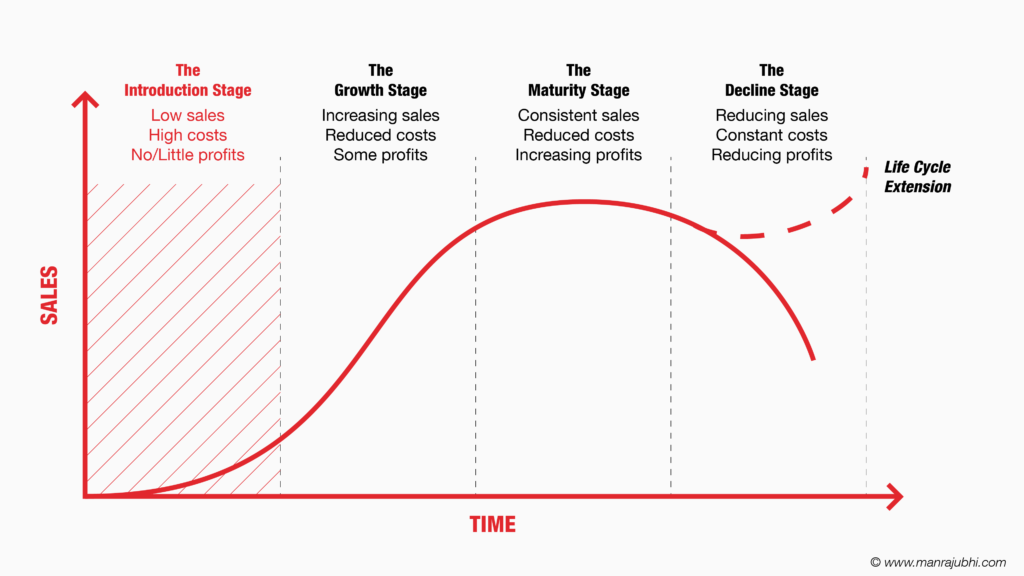 The
Introduction Stage
Low sales
High costs
No/Little profits
The
Growth Stage
Increasing sales
Reduced costs
Some profits
The
Maturity Stage
Consistent sales
Reduced costs
Increasing profits
The
Decline Stage
Reducing sales
Constant costs
Reducing profits
Life Cycle
Extension
SALES
TIME
© www.manrajubhi.com